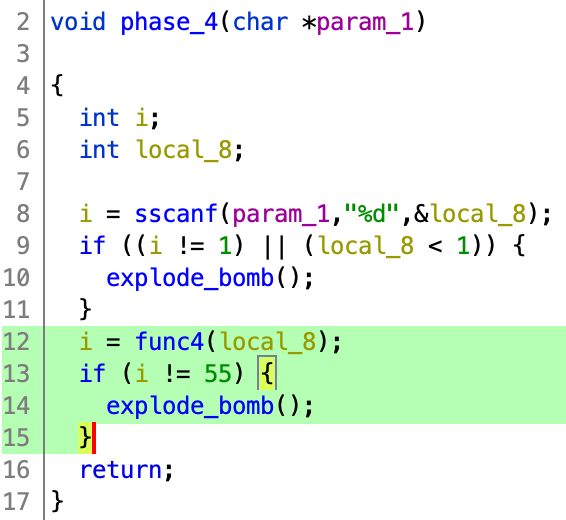 2 void phase_4(char *param_1)
3
4 {
5   int i;
6   int local_8;
7
8   i = sscanf(param_1,"%d",&local_8);
9   if ((i != 1) || (local_8 < 1)) {
10     explode_bomb();
11   }
12   i = func4(local_8);
13   if (i != 55) {
14     explode_bomb();
15   }
16   return;
17 }